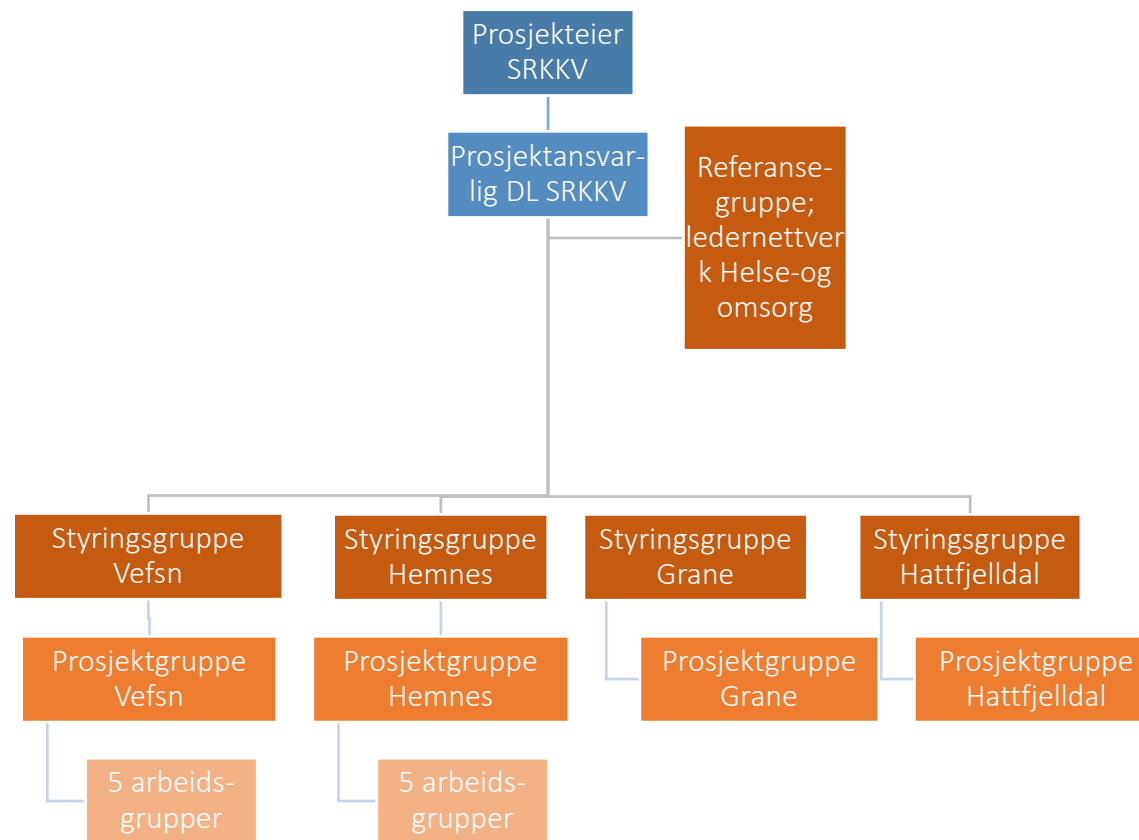 Prosjekteier
SRKKV
Prosjektansvar-
lig DL SRKKV
Referanse-
gruppe;
ledernettver
k Helse-og
omsorg
Styringsgruppe
Vefsn
Styringsgruppe
Hemnes
Styringsgruppe
Grane
Styringsgruppe
Hattfjelldal
Prosjektgruppe
Vefsn
Prosjektgruppe
Hemnes
Prosjektgruppe
Grane
Prosjektgruppe
Hattfjelldal
5 arbeids-
grupper
5 arbeids-
grupper